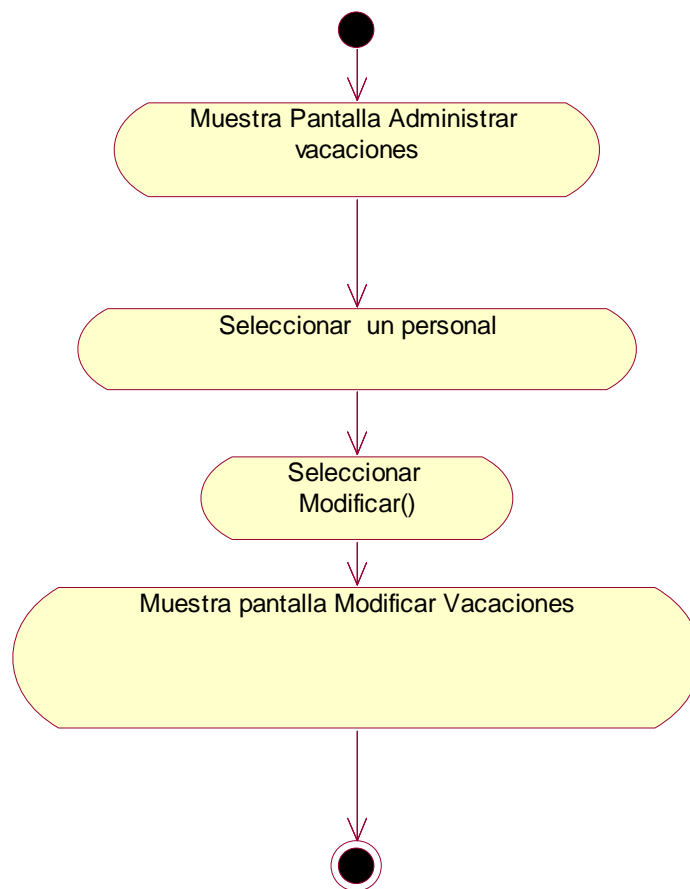 Muestra Pantalla Administrar
vacaciones
Seleccionar  un personal
Seleccionar
Modificar()
Muestra pantalla Modificar Vacaciones